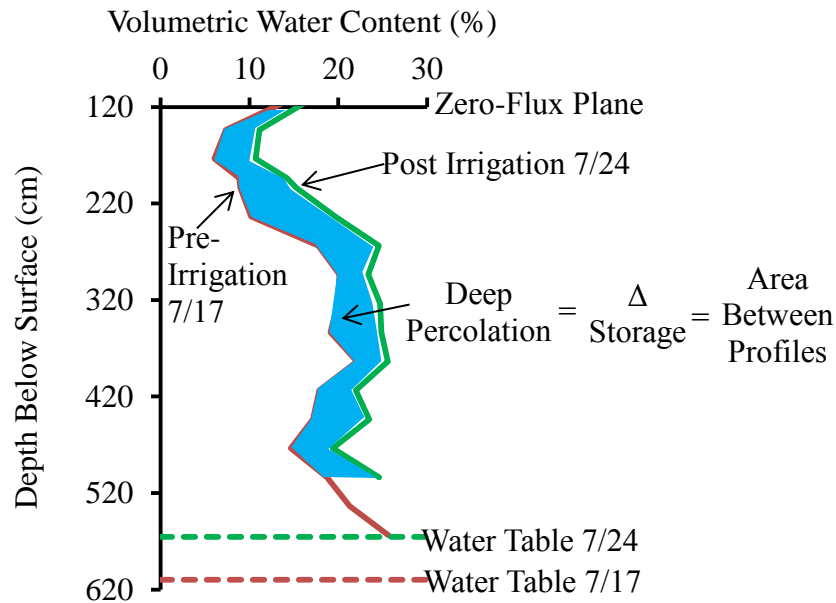 Volumetric Water Content (%)
0 10 20 30
120
220
320
420
520
620
Depth Below Surface (cm)
Zero-Flux Plane
Post Irrigation 7/24
Pre-
Irrigation
7/17
Deep
Percolation
=
Δ
Storage
=
Area
Between
Profiles
Water Table 7/24
Water Table 7/17